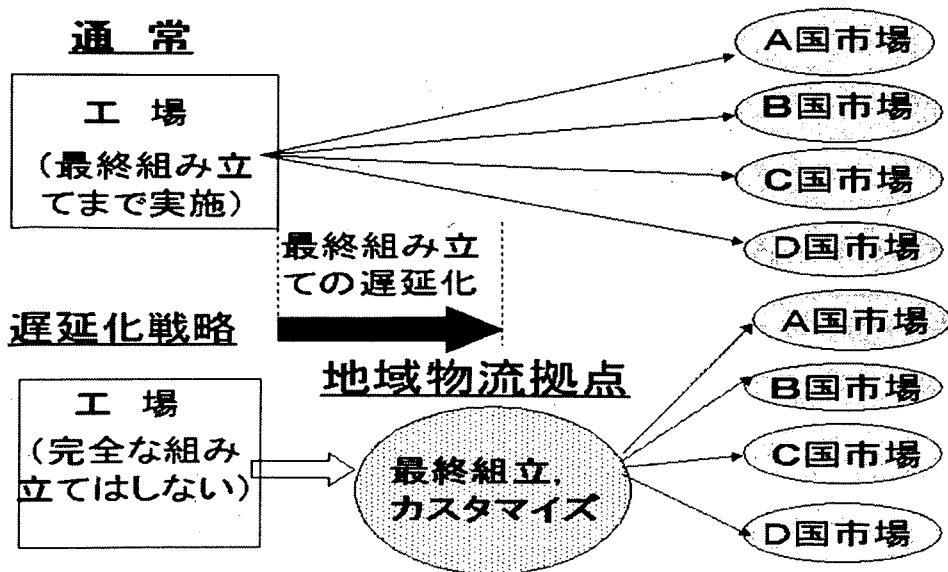 通 常
工 場
(最終組み立
てまで実施)
A国市場
B国市場
C国市場
D国市場
最終組み立
ての遅延化
遅延化戦略
地域物流拠点
工 場
(完全な組み
立てはしない)
最終組立,
カスタマイズ
A国市場
B国市場
C国市場
D国市場